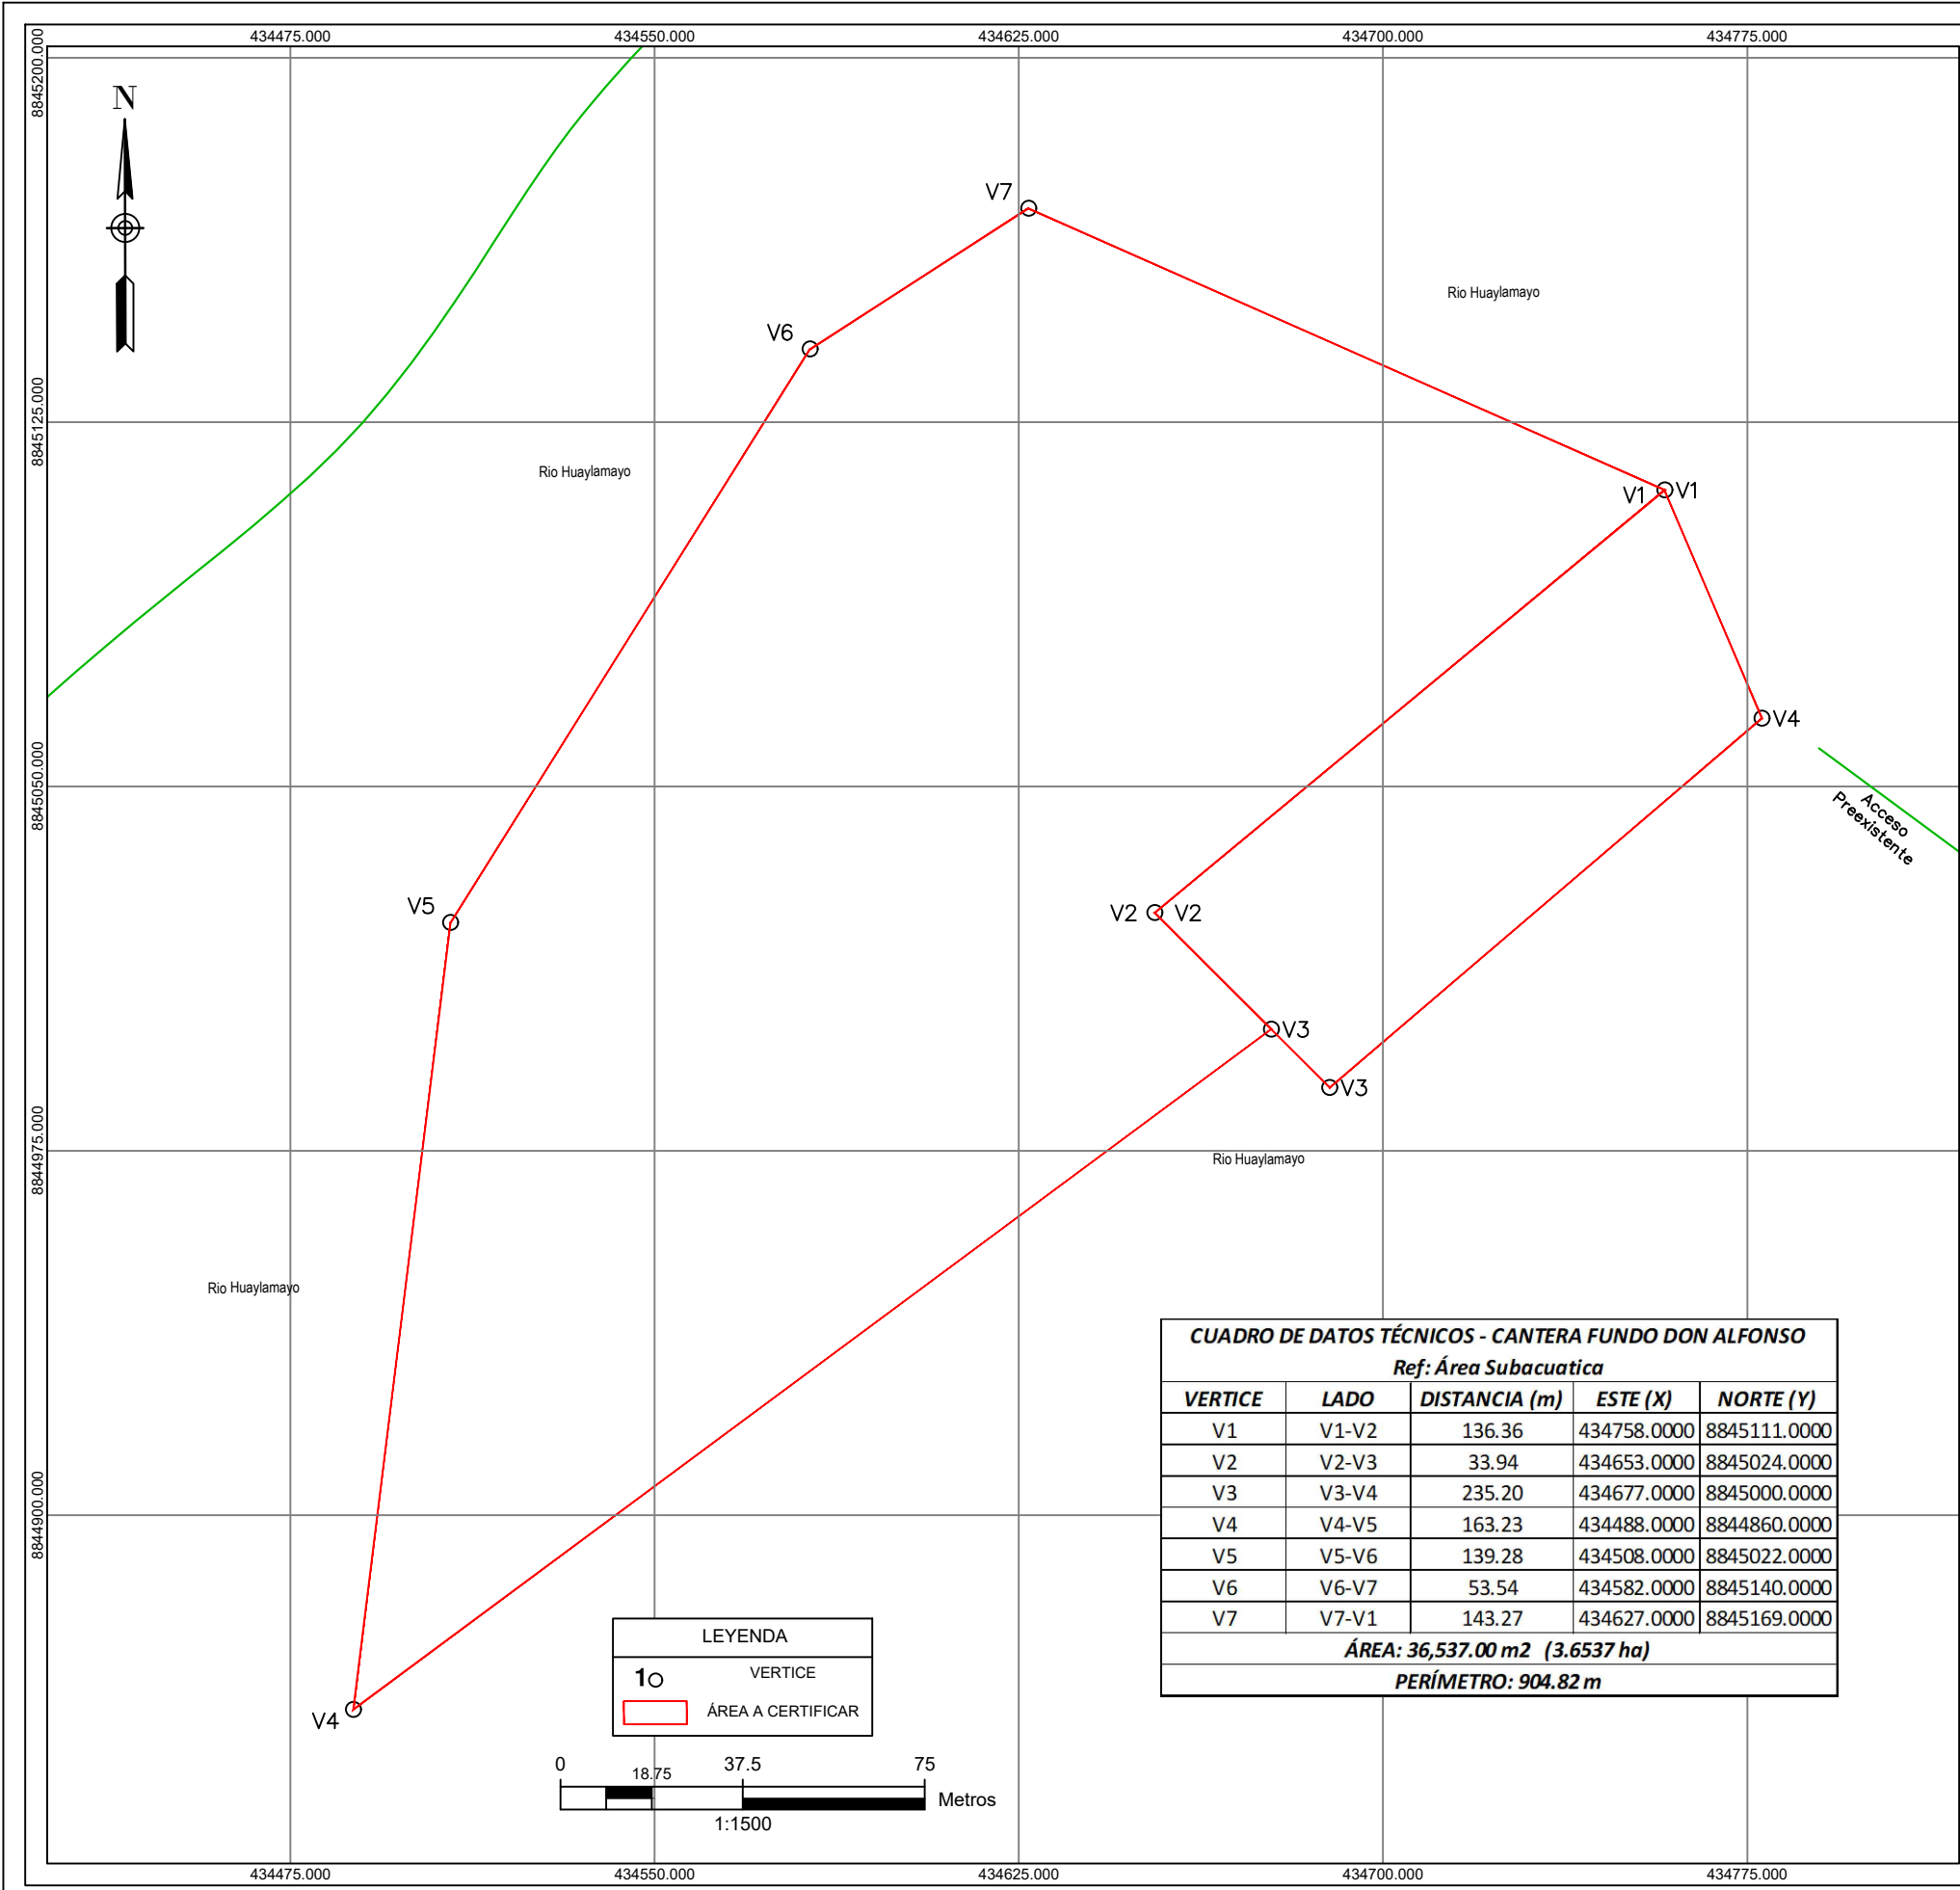 434475.000 434550.000 434625.000 434700.000 434775.000
8845200.000
N
V7
Rio Huaylamayo
V6
8845125.000
Rio Huaylamayo
V1 V1
V4
8845050.000
Acceso
Preexistente
V5
V2 V2
V3
V3
8844975.000
Rio Huaylamayo
Rio Huaylamayo
CUADRO DE DATOS TÉCNICOS - CANTERA FUNDO DON ALFONSO
Ref: Área Subacuatica
VERTICE LADO DISTANCIA (m) ESTE (X) NORTE (Y)
V1 V1-V2 136.36 434758.0000 8845111.0000
V2 V2-V3 33.94 434653.0000 8845024.0000
V3 V3-V4 235.20 434677.0000 8845000.0000
V4 V4-V5 163.23 434488.0000 8844860.0000
V5 V5-V6 139.28 434508.0000 8845022.0000
V6 V6-V7 53.54 434582.0000 8845140.0000
V7 V7-V1 143.27 434627.0000 8845169.0000
ÁREA: 36,537.00 m2 (3.6537 ha)
PERÍMETRO: 904.82 m
8844900.000
LEYENDA
1 VERTICE
ÁREA A CERTIFICAR
V4
0 18.75 37.5 75
Metros
1:1500
434475.000 434550.000 434625.000 434700.000 434775.000